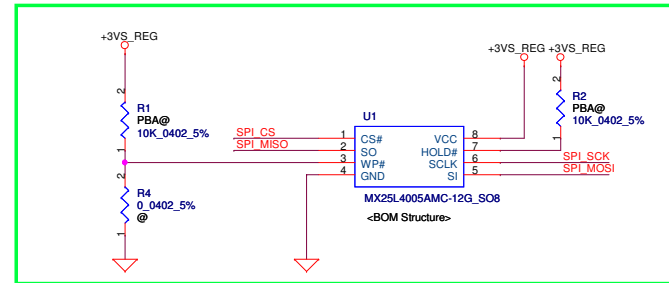 +3VS_REG
+3VS_REG +3VS_REG
2
R1
PBA@
10K_0402_5%
1
2
R2
PBA@
10K_0402_5%
1
U1
SPI_CS
SPI_MISO
1 CS# VCC 8
2 SO HOLD# 7
3 WP# SCLK 6
4 GND SI 5
SPI_SCK
SPI_MOSI
2
R4
0_0402_5%
@
1
MX25L4005AMC-12G_SO8
<BOM Structure>